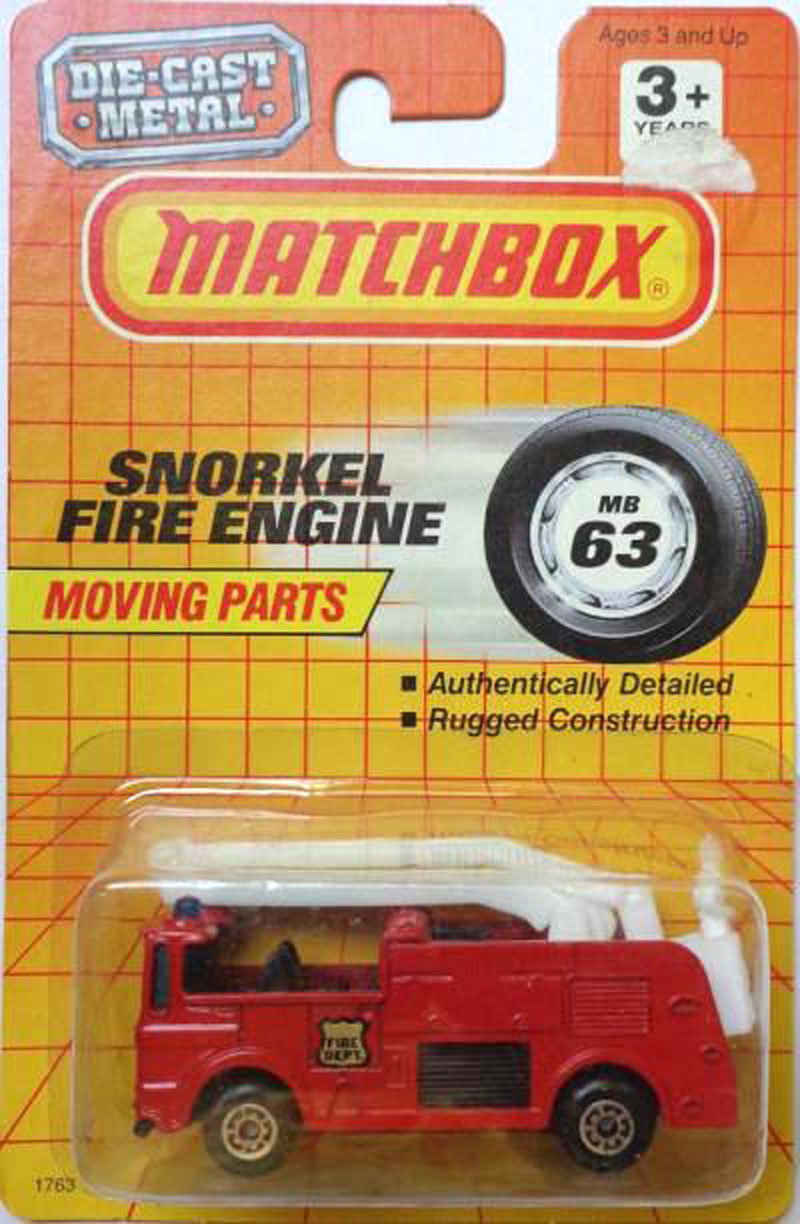 Ages 3 and Up
DIE-CAST
METAL
3+
YEARS
MATCHBOX®
SNORKEL
FIRE ENGINE
MB
63
MOVING PARTS
▪ Authentically Detailed
▪ Rugged Construction
FIRE
DEPT.
1763